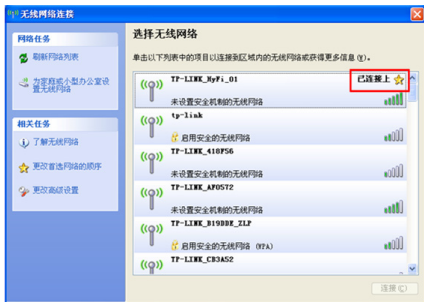 无线网络连接
网络任务
刷新网络列表
为家庭或小型办公室设置无线网络
相关任务
了解无线网络
更改首选网络的顺序
更改高级设置
选择无线网络
单击以下列表中的项目以连接到区域内的无线网络或获得更多信息(Y)。
TP-LINK_HyFi_01 已连接上
未设置安全机制的无线网络
tp-link
启用安全的无线网络
TP-LINK_418F56
未设置安全机制的无线网络
TP-LINK_AF0572
未设置安全机制的无线网络
TP-LINK_B19DBE_ZLP
启用安全的无线网络 (WPA)
TP-LINK_CB3A52
连接(C)